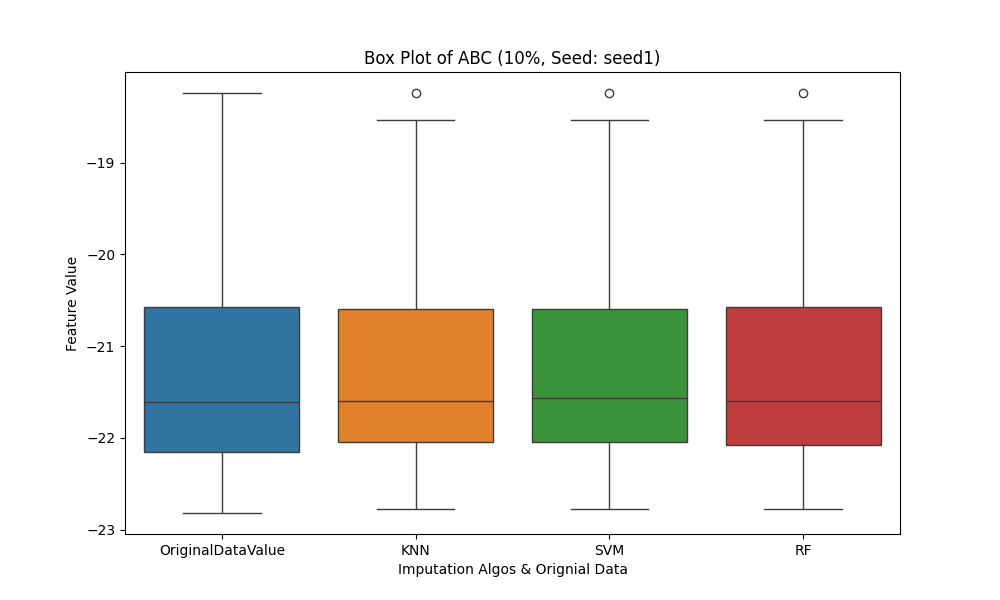 Box Plot of ABC (10%, Seed: seed1)
−19
−20
−21
−22
−23
Feature Value
OriginalDataValue KNN SVM RF
Imputation Algos & Orignial Data